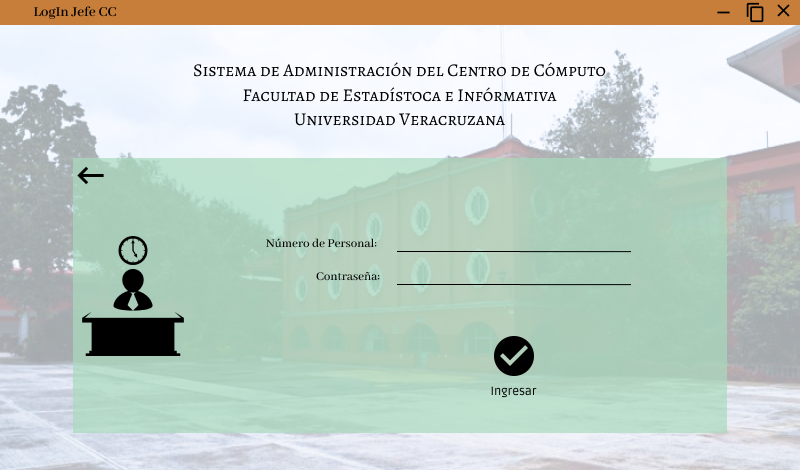 LogIn Jefe CC
Sistema de Administración del Centro de Cómputo
Facultad de Estadístoca e Infórmativa
Universidad Veracruzana
Número de Personal:
Contraseña:
Ingresar